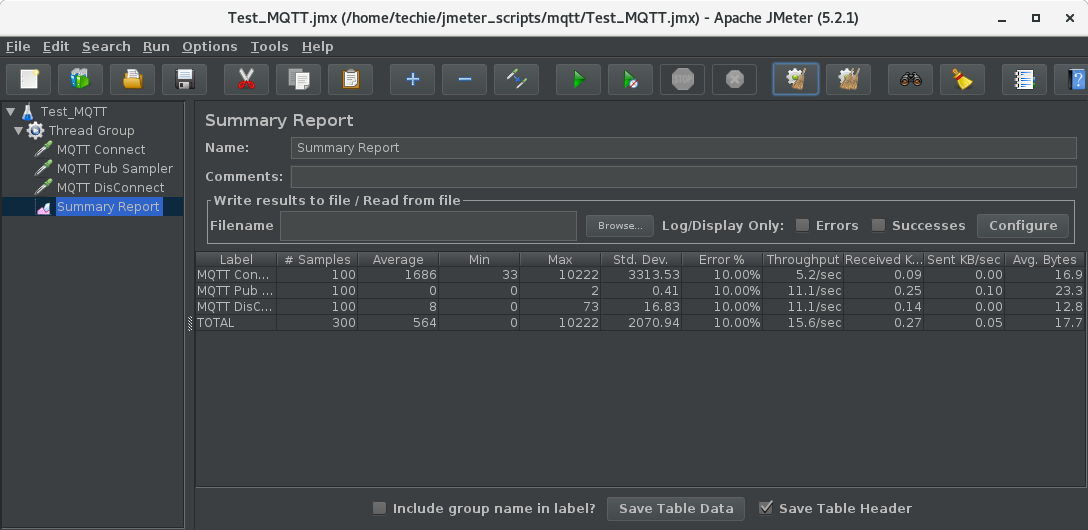 Test_MQTT.jmx (/home/techie/jmeter_scripts/mqtt/Test_MQTT.jmx) - Apache JMeter (5.2.1)
File Edit Search Run Options Tools Help
STOP
Test_MQTT
Thread Group
MQTT Connect
MQTT Pub Sampler
MQTT DisConnect
Summary Report
Summary Report
Name: Summary Report
Comments:
Write results to file / Read from file
Filename Browse... Log/Display Only: Errors Successes Configure
Label # Samples Average Min Max Std. Dev. Error % Throughput Received K... Sent KB/sec Avg. Bytes
MQTT Con... 100 1686 33 10222 3313.53 10.00% 5.2/sec 0.09 0.00 16.9
MQTT Pub ... 100 0 0 2 0.41 10.00% 11.1/sec 0.25 0.10 23.3
MQTT DisC... 100 8 0 73 16.83 10.00% 11.1/sec 0.14 0.00 12.8
TOTAL 300 564 0 10222 2070.94 10.00% 15.6/sec 0.27 0.05 17.7
Include group name in label? Save Table Data Save Table Header